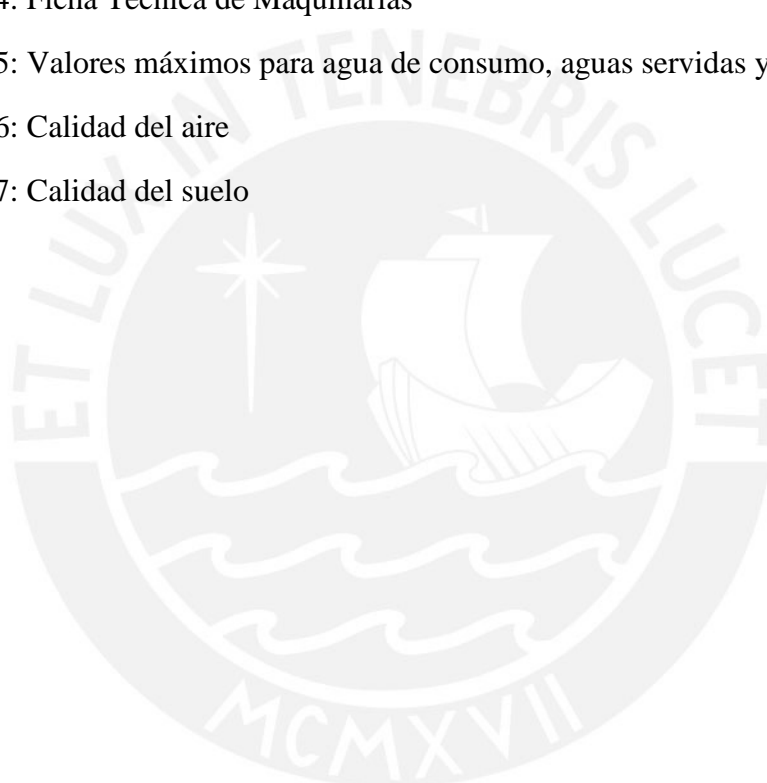 4: Ficha Técnica de Maquinarias
5: Valores máximos para agua de consumo, aguas servidas y
6: Calidad del aire
7: Calidad del suelo
ET LUX IN TENEBRIS LUCET
MCMXVII